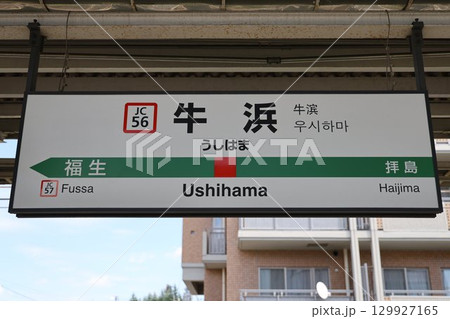 JC
56
牛浜
牛滨
우시하마
うしはま
福生
拝島
JC
57
Fussa
Ushihama
Haijima
PIXTA
pixta.jp - 129927165